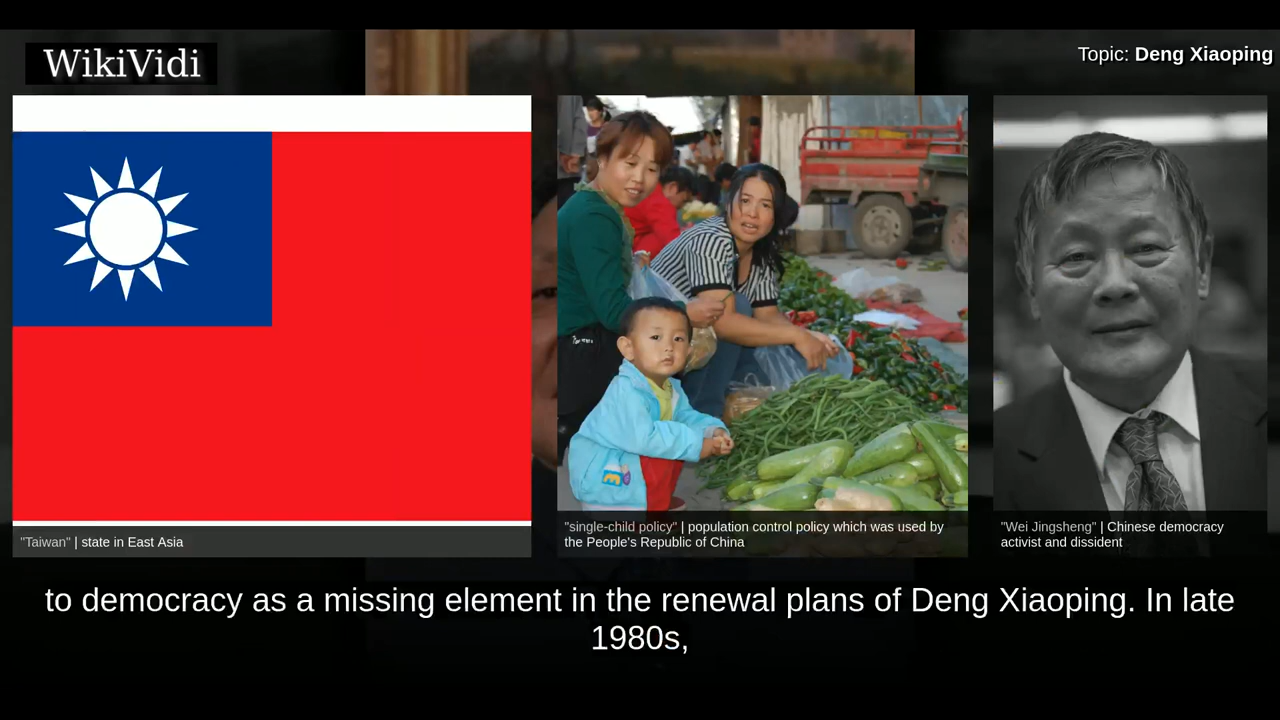 WikiVidi
Topic: Deng Xiaoping
"Taiwan" | state in East Asia
"single-child policy" | population control policy which was used by
the People's Republic of China
"Wei Jingsheng" | Chinese democracy
activist and dissident
to democracy as a missing element in the renewal plans of Deng Xiaoping. In late
1980s,